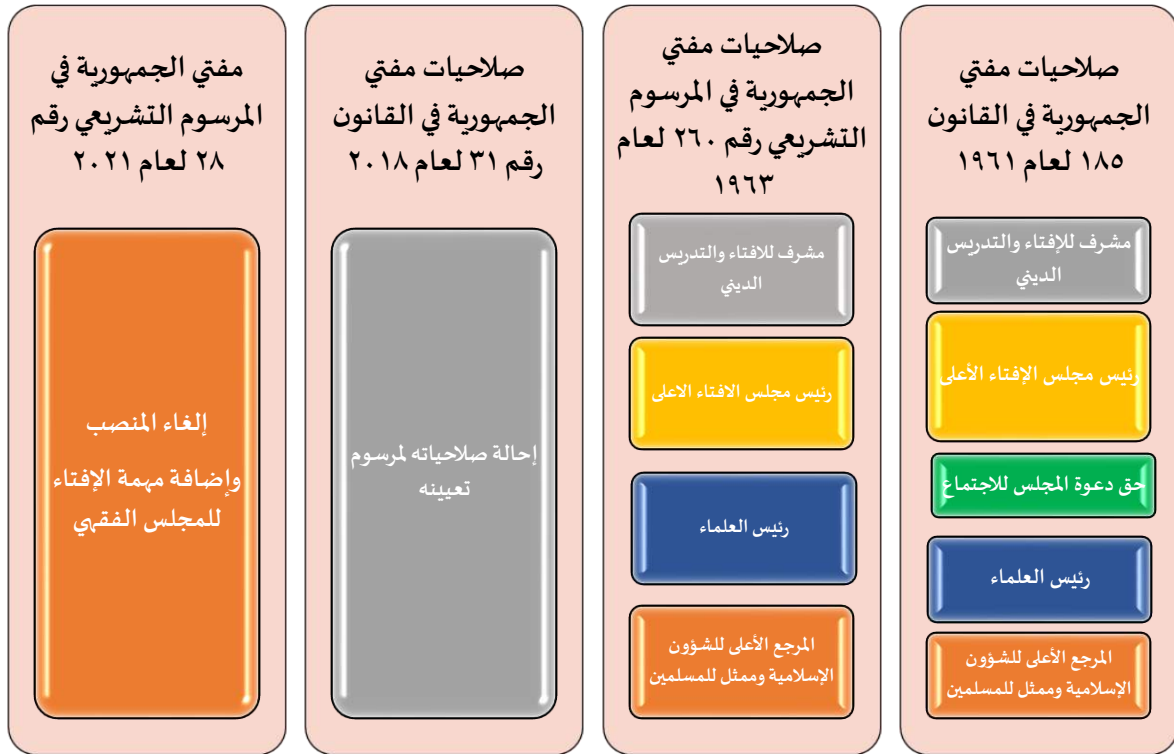 صلاحيات مفتي
الجمهورية في القانون
١٨٥ لعام ١٩٦١
مشرف للإفتاء والتدريس
الديني
رئيس مجلس الإفتاء الأعلى
حق دعوة المجلس للاجتماع
رئيس العلماء
المرجع الأعلى للشؤون
الإسلامية وممثل للمسلمين
صلاحيات مفتي
الجمهورية في المرسوم
التشريعي رقم ٢٦٠ لعام
١٩٦٣
مشرف للافتاء والتدريس
الديني
رئيس مجلس الافتاء الاعلى
رئيس العلماء
المرجع الأعلى للشؤون
الإسلامية وممثل للمسلمين
صلاحيات مفتي
الجمهورية في القانون
رقم ٣١ لعام ٢٠١٨
إحالة صلاحياته لمرسوم
تعيينه
مفتي الجمهورية في
المرسوم التشريعي رقم
٢٨ لعام ٢٠٢١
إلغاء المنصب
وإضافة مهمة الإفتاء
للمجلس الفقهي